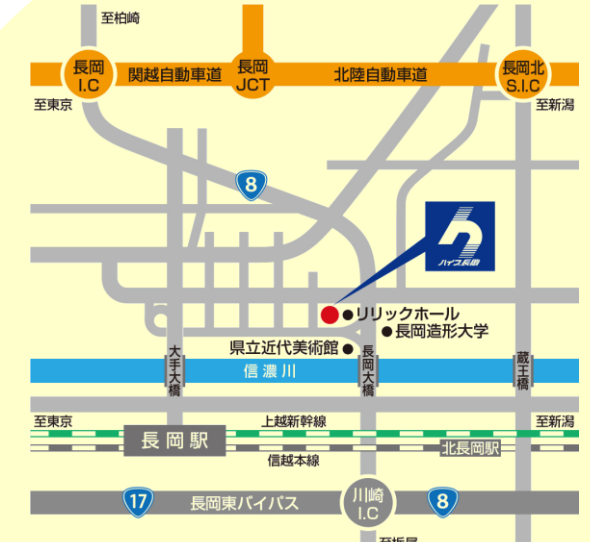 至柏崎
長岡
I.C
関越自動車道
長岡
JCT
北陸自動車道
長岡北
S.I.C
至東京
至新潟
8
ハイブ長岡
リリックホール
長岡造形大学
県立近代美術館
大手大橋
信濃川
長岡大橋
蔵王橋
至東京
上越新幹線
至新潟
長岡駅
北長岡駅
信越本線
17
長岡東バイパス
川崎
I.C
8
至栃尾